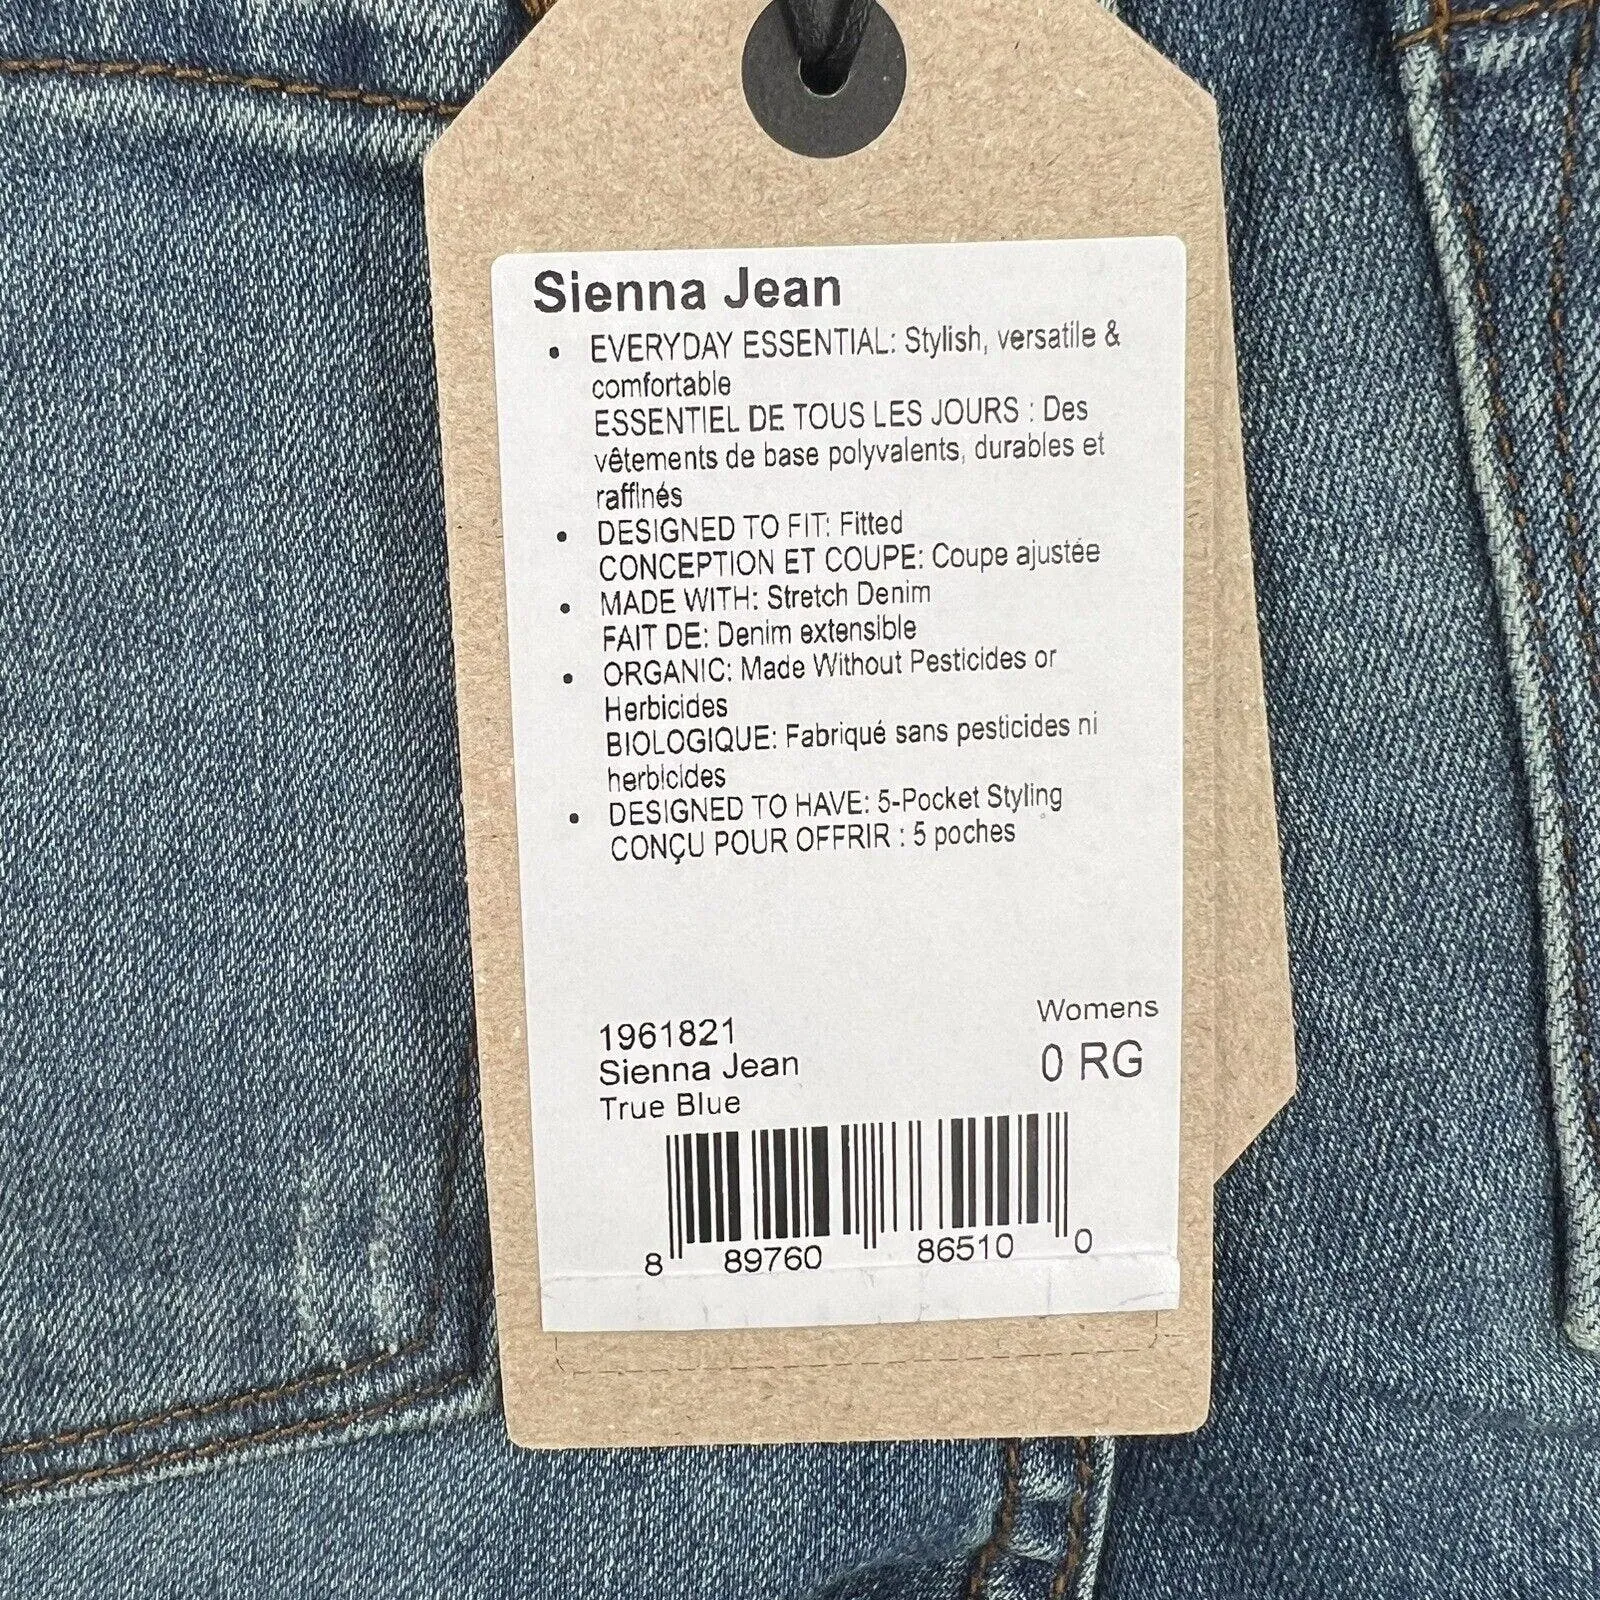 Sienna Jean
• EVERYDAY ESSENTIAL: Stylish, versatile &
comfortable
ESSENTIEL DE TOUS LES JOURS : Des
vêtements de base polyvalents, durables et
raffinés
• DESIGNED TO FIT: Fitted
CONCEPTION ET COUPE: Coupe ajustée
• MADE WITH: Stretch Denim
FAIT DE: Denim extensible
• ORGANIC: Made Without Pesticides or
Herbicides
BIOLOGIQUE: Fabriqué sans pesticides ni
herbicides
• DESIGNED TO HAVE: 5-Pocket Styling
CONÇU POUR OFFRIR : 5 poches
1961821
Sienna Jean
True Blue
Womens
0 RG
8 89760 86510 0